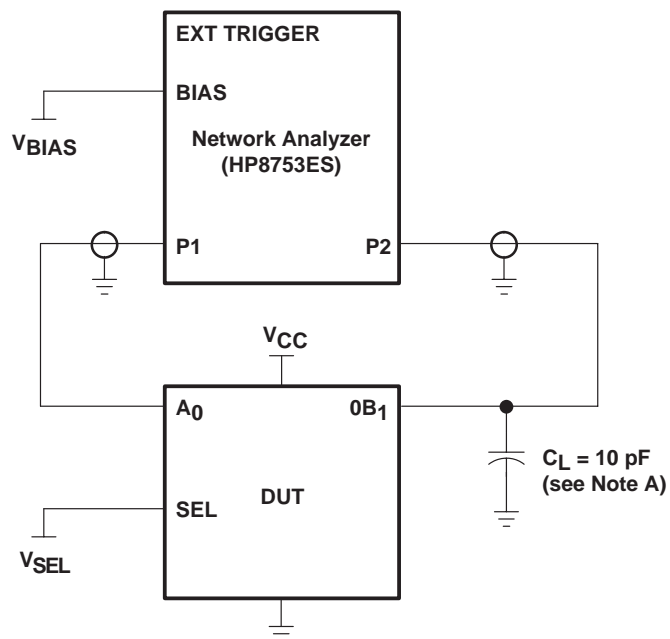 EXT TRIGGER
BIAS
VBIAS
Network Analyzer
(HP8753ES)
P1
P2
VCC
A0
0B1
CL = 10 pF
(see Note A)
DUT
SEL
VSEL